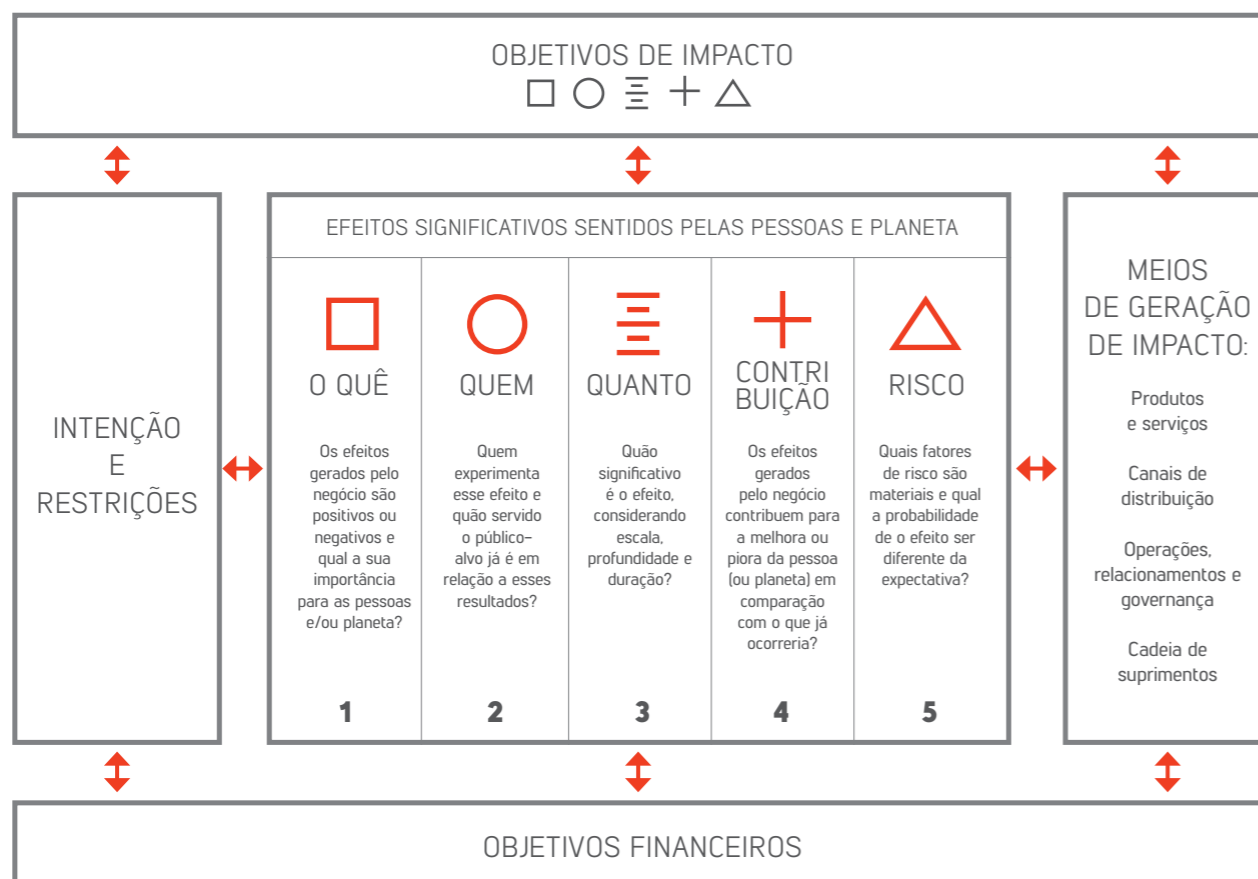 OBJETIVOS DE IMPACTO
INTENÇÃO
E
RESTRIÇÕES
EFEITOS SIGNIFICATIVOS SENTIDOS PELAS PESSOAS E PLANETA
O QUÊ
Os efeitos
gerados pelo
negócio são
positivos ou
negativos e
qual a sua
importância
para as pessoas
e/ou planeta?
1
QUEM
Quem
experimenta
esse efeito e
quão servido
o público-
alvo já é em
relação a esses
resultados?
2
QUANTO
Quão
significativo
é o efeito,
considerando
escala,
profundidade e
duração?
3
CONTRI
BUIÇÃO
Os efeitos
gerados
pelo negócio
contribuem para
a melhora ou
piora da pessoa
(ou planeta) em
comparação
com o que já
ocorreria?
4
RISCO
Quais fatores
de risco são
materiais e qual
a probabilidade
de o efeito ser
diferente da
expectativa?
5
MEIOS
DE GERAÇÃO
DE IMPACTO:
Produtos
e serviços
Canais de
distribuição
Operações,
relacionamentos e
governança
Cadeia de
suprimentos
OBJETIVOS FINANCEIROS